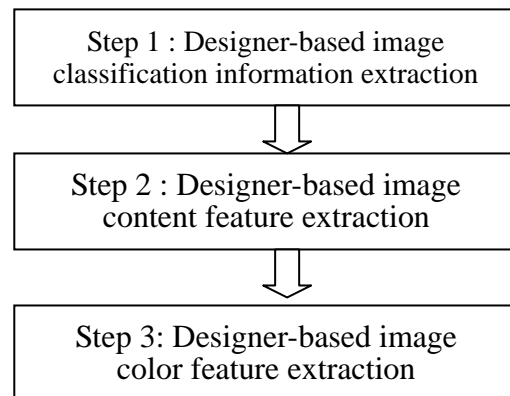 Step 1 : Designer-based image
classification information extraction
Step 2 : Designer-based image
content feature extraction
Step 3: Designer-based image
color feature extraction